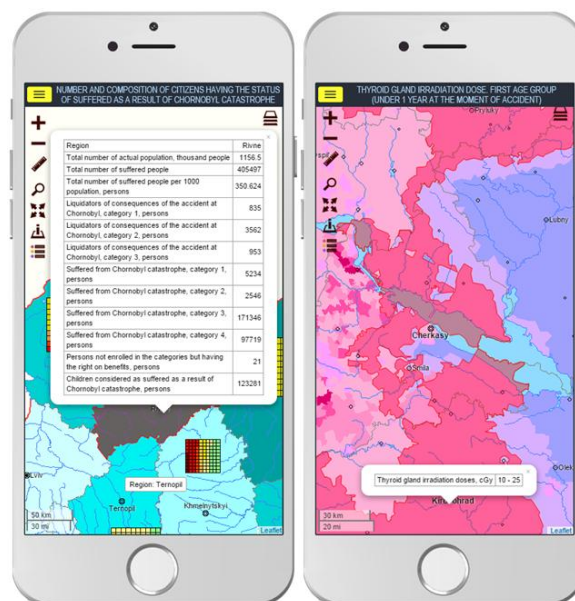 NUMBER AND COMPOSITION OF CITIZENS HAVING THE STATUS
OF SUFFERED AS A RESULT OF CHORNOBYL CATASTROPHE
Region Rivne
Total number of actual population, thousand people 1156.5
Total number of suffered people 405497
Total number of suffered people per 1000
population, persons 350.624
Liquidators of consequences of the accident at
Chornobyl, category 1, persons 835
Liquidators of consequences of the accident at
Chornobyl, category 2, persons 3562
Liquidators of consequences of the accident at
Chornobyl, category 3, persons 953
Suffered from Chornobyl catastrophe, category 1,
persons 5234
Suffered from Chornobyl catastrophe, category 2,
persons 2546
Suffered from Chornobyl catastrophe, category 3,
persons 171346
Suffered from Chornobyl catastrophe, category 4,
persons 97719
Persons not enrolled in the categories but having
the right on benefits, persons 21
Children considered as suffered as a result of
Chornobyl catastrophe, persons 123281
Lviv
Region: Ternopil
Ternopil
Khmelnytskyi
50 km
30 mi
Leaflet
THYROID GLAND IRRADIATION DOSE. FIRST AGE GROUP
(UNDER 1 YEAR AT THE MOMENT OF ACCIDENT)
Pryluky
Lubny
Cherkasy
Smila
Thyroid gland irradiation doses, cGy 10 - 25
30 km
20 mi
Leaflet